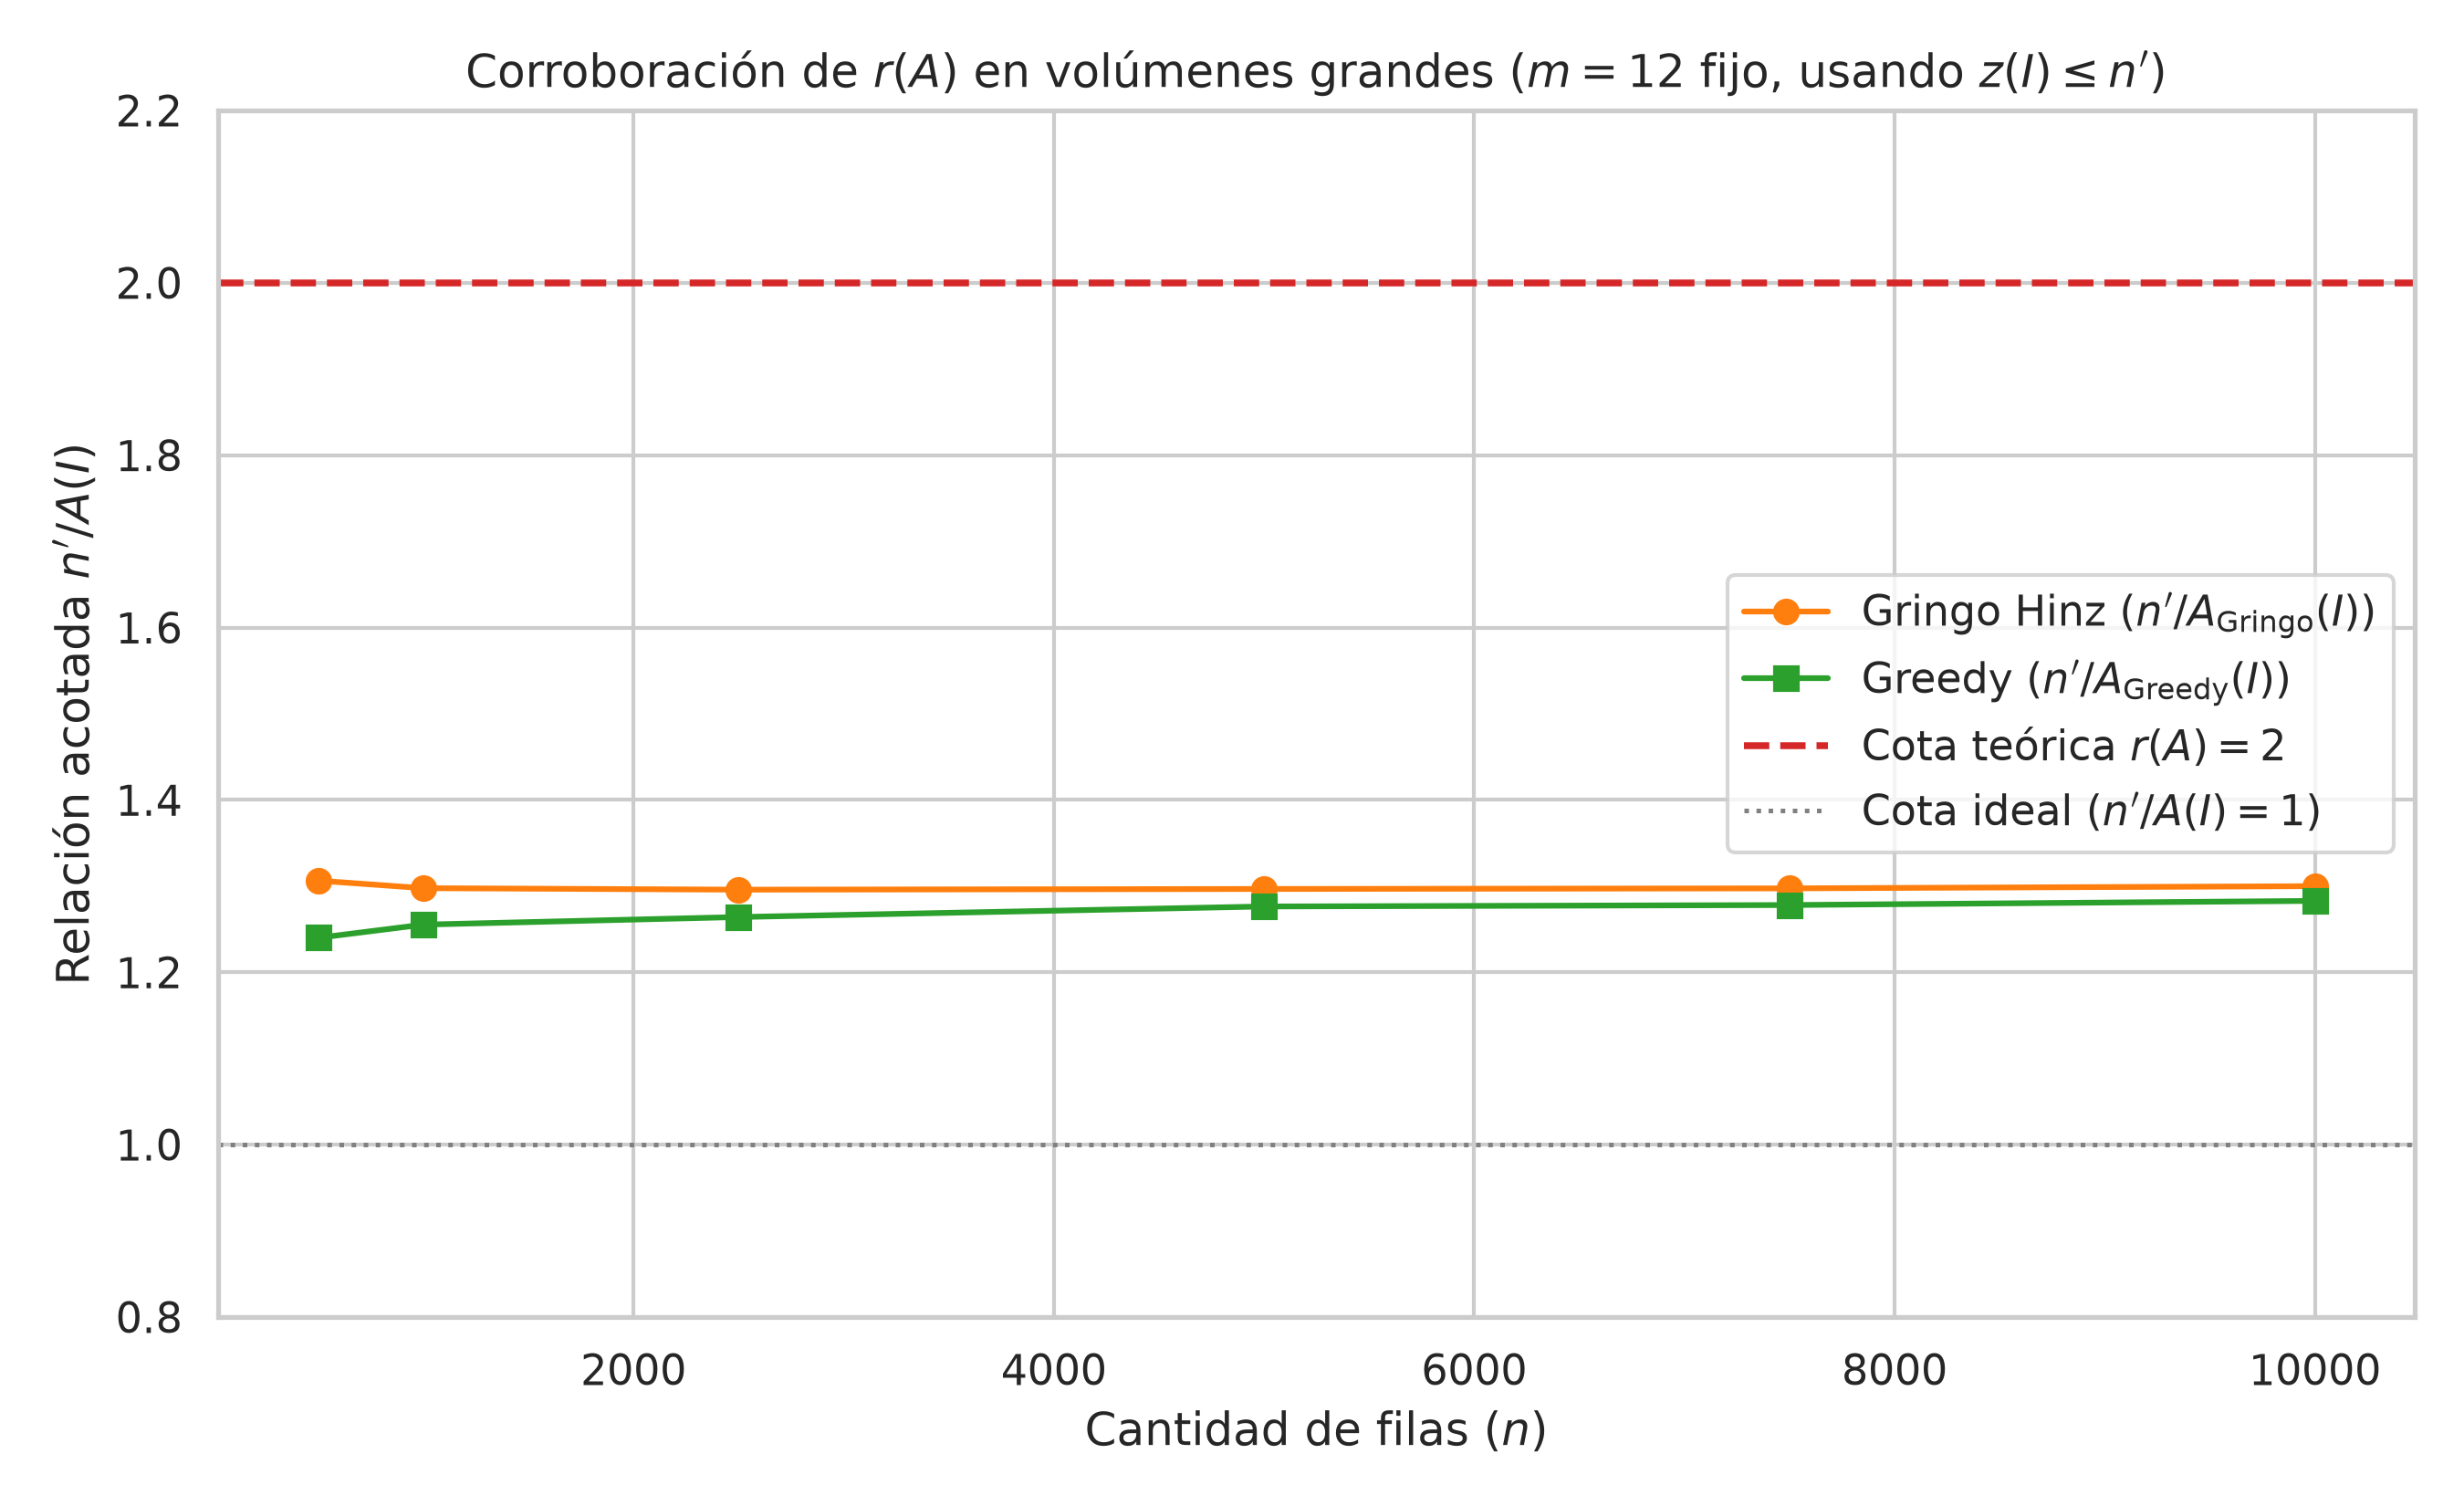 Corroboración de r(A) en volúmenes grandes (m = 12 fijo, usando z(I) ≤ n′)
Relación acotada n′/A(I)
2.2
2.0
1.8
1.6
1.4
1.2
1.0
0.8
Gringo Hinz (n′/A_Gringo(I))
Greedy (n′/A_Greedy(I))
Cota teórica r(A) = 2
Cota ideal (n′/A(I) = 1)
2000 4000 6000 8000 10000
Cantidad de filas (n)